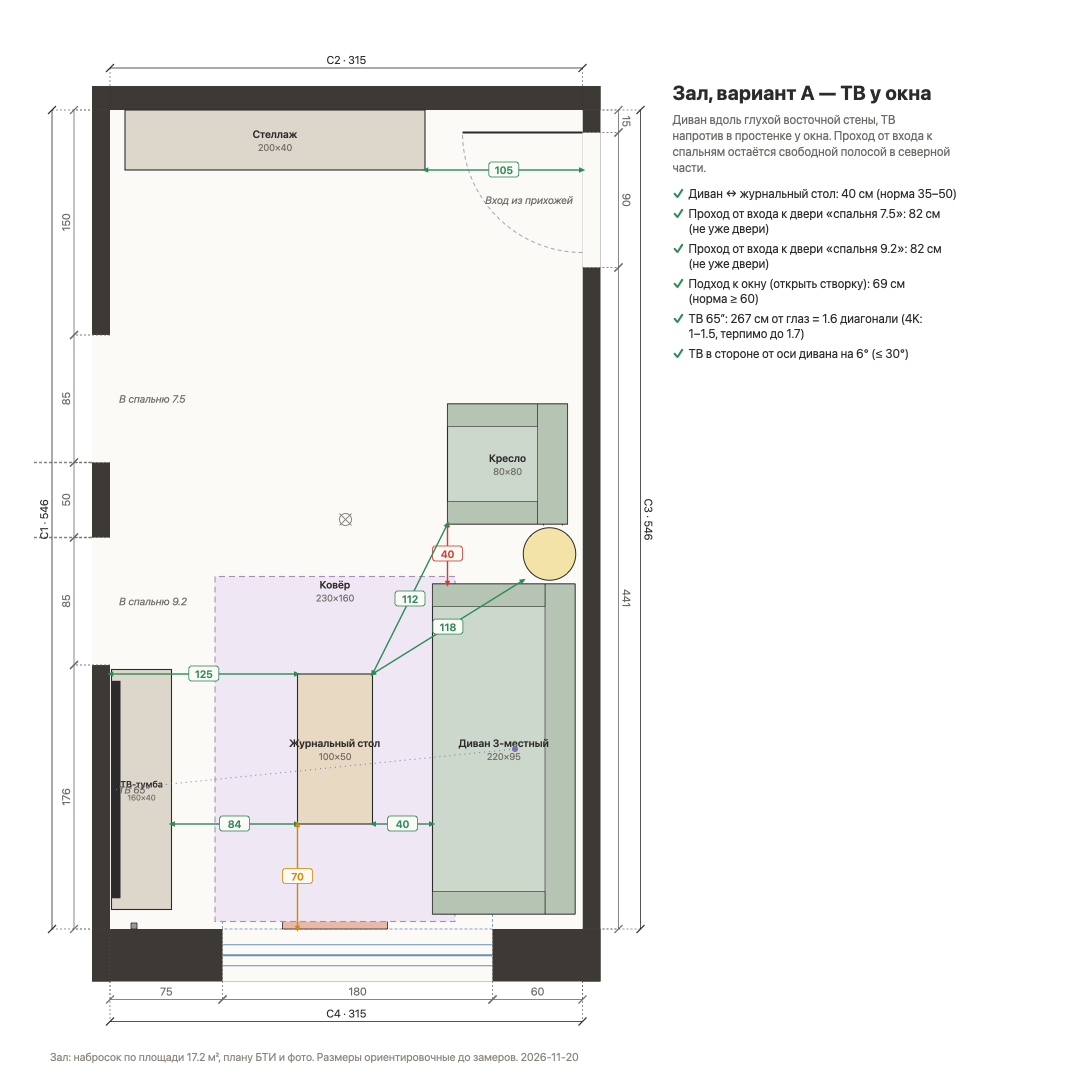 С2 · 315
Зал, вариант А — ТВ у окна
Диван вдоль глухой восточной стены, ТВ
напротив в простенке у окна. Проход от входа к
спальням остаётся свободной полосой в северной
части.
Диван ↔ журнальный стол: 40 см (норма 35–50)
Проход от входа к двери «спальня 7.5»: 82 см
(не уже двери)
Проход от входа к двери «спальня 9.2»: 82 см
(не уже двери)
Подход к окну (открыть створку): 69 см
(норма ≥ 60)
ТВ 65″: 267 см от глаз = 1.6 диагонали (4K:
1–1.5, терпимо до 1.7)
ТВ в стороне от оси дивана на 6° (≤ 30°)
15
Стеллаж
200×40
105
Вход из прихожей
90
150
В спальню 7.5
85
Кресло
80×80
50
С1 · 546
С3 · 546
40
Ковёр
230×160
112
118
В спальню 9.2
85
441
125
Журнальный стол
100×50
Диван 3-местный
220×95
ТВ-тумба
ТВ 65″
160×40
176
84
40
70
75
180
60
С4 · 315
Зал: набросок по площади 17.2 м², плану БТИ и фото. Размеры ориентировочные до замеров. 2026-11-20